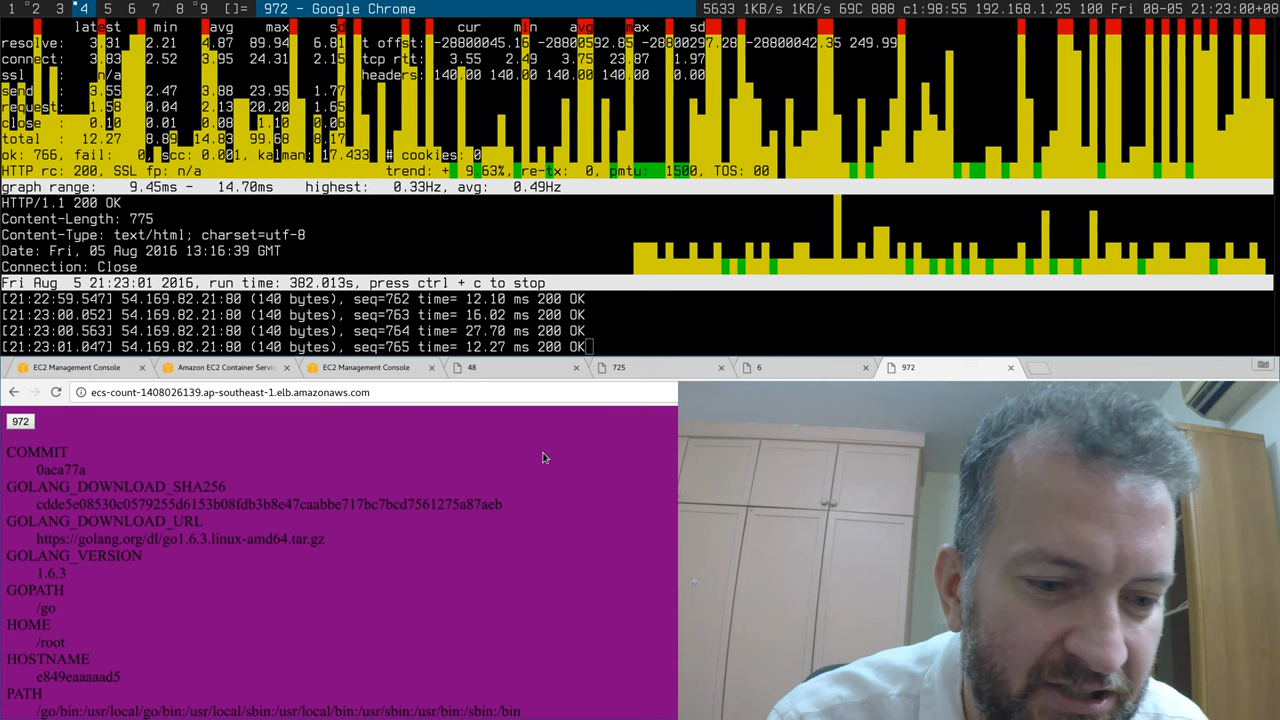 1 2 3 4 5 6 7 8 9 []= 972 - Google Chrome 5633 1KB/s 1KB/s 69C 888 c1:98:55 192.168.1.25 100 Fri 08-05 21:23:00+08
latest min avg max sd cur min avg max sd
resolve: 3.31 2.21 4.87 89.94 6.81 t offst: -28800045.16 -28800592.85 -28800297.28 -28800042.35 249.99
connect: 3.83 2.52 3.95 24.31 2.15 tcp rtt: 3.55 2.49 3.75 23.87 1.97
ssl : n/a headers: 140.00 140.00 140.00 140.00 0.00
send : 3.55 2.47 3.88 23.95 1.77
request: 1.58 0.04 2.13 20.20 1.65
close : 0.10 0.01 0.08 1.10 0.06
total : 12.27 8.89 14.83 99.68 8.17
ok: 766, fail: 0, scc: 0.001, kalman: 17.433 # cookies: 0
HTTP rc: 200, SSL fp: n/a trend: + 9.63%, re-tx: 0, pmtu: 1500, TOS: 00
graph range: 9.45ms - 14.70ms highest: 0.33Hz, avg: 0.49Hz
HTTP/1.1 200 OK
Content-Length: 775
Content-Type: text/html; charset=utf-8
Date: Fri, 05 Aug 2016 13:16:39 GMT
Connection: Close
Fri Aug 5 21:23:01 2016, run time: 382.013s, press ctrl + c to stop
[21:22:59.547] 54.169.82.21:80 (140 bytes), seq=762 time= 12.10 ms 200 OK
[21:23:00.052] 54.169.82.21:80 (140 bytes), seq=763 time= 16.02 ms 200 OK
[21:23:00.563] 54.169.82.21:80 (140 bytes), seq=764 time= 27.70 ms 200 OK
[21:23:01.047] 54.169.82.21:80 (140 bytes), seq=765 time= 12.27 ms 200 OK
EC2 Management Console Amazon EC2 Container Servi EC2 Management Console 48 725 6 972
ecs-count-1408026139.ap-southeast-1.elb.amazonaws.com
972
COMMIT
0aca77a
GOLANG_DOWNLOAD_SHA256
cdde5e08530c0579255d6153b08fdb3b8e47caabbe717bc7bcd7561275a87aeb
GOLANG_DOWNLOAD_URL
https://golang.org/dl/go1.6.3.linux-amd64.tar.gz
GOLANG_VERSION
1.6.3
GOPATH
/go
HOME
/root
HOSTNAME
e849eaaaaad5
PATH
/go/bin:/usr/local/go/bin:/usr/local/sbin:/usr/local/bin:/usr/sbin:/usr/bin:/sbin:/bin